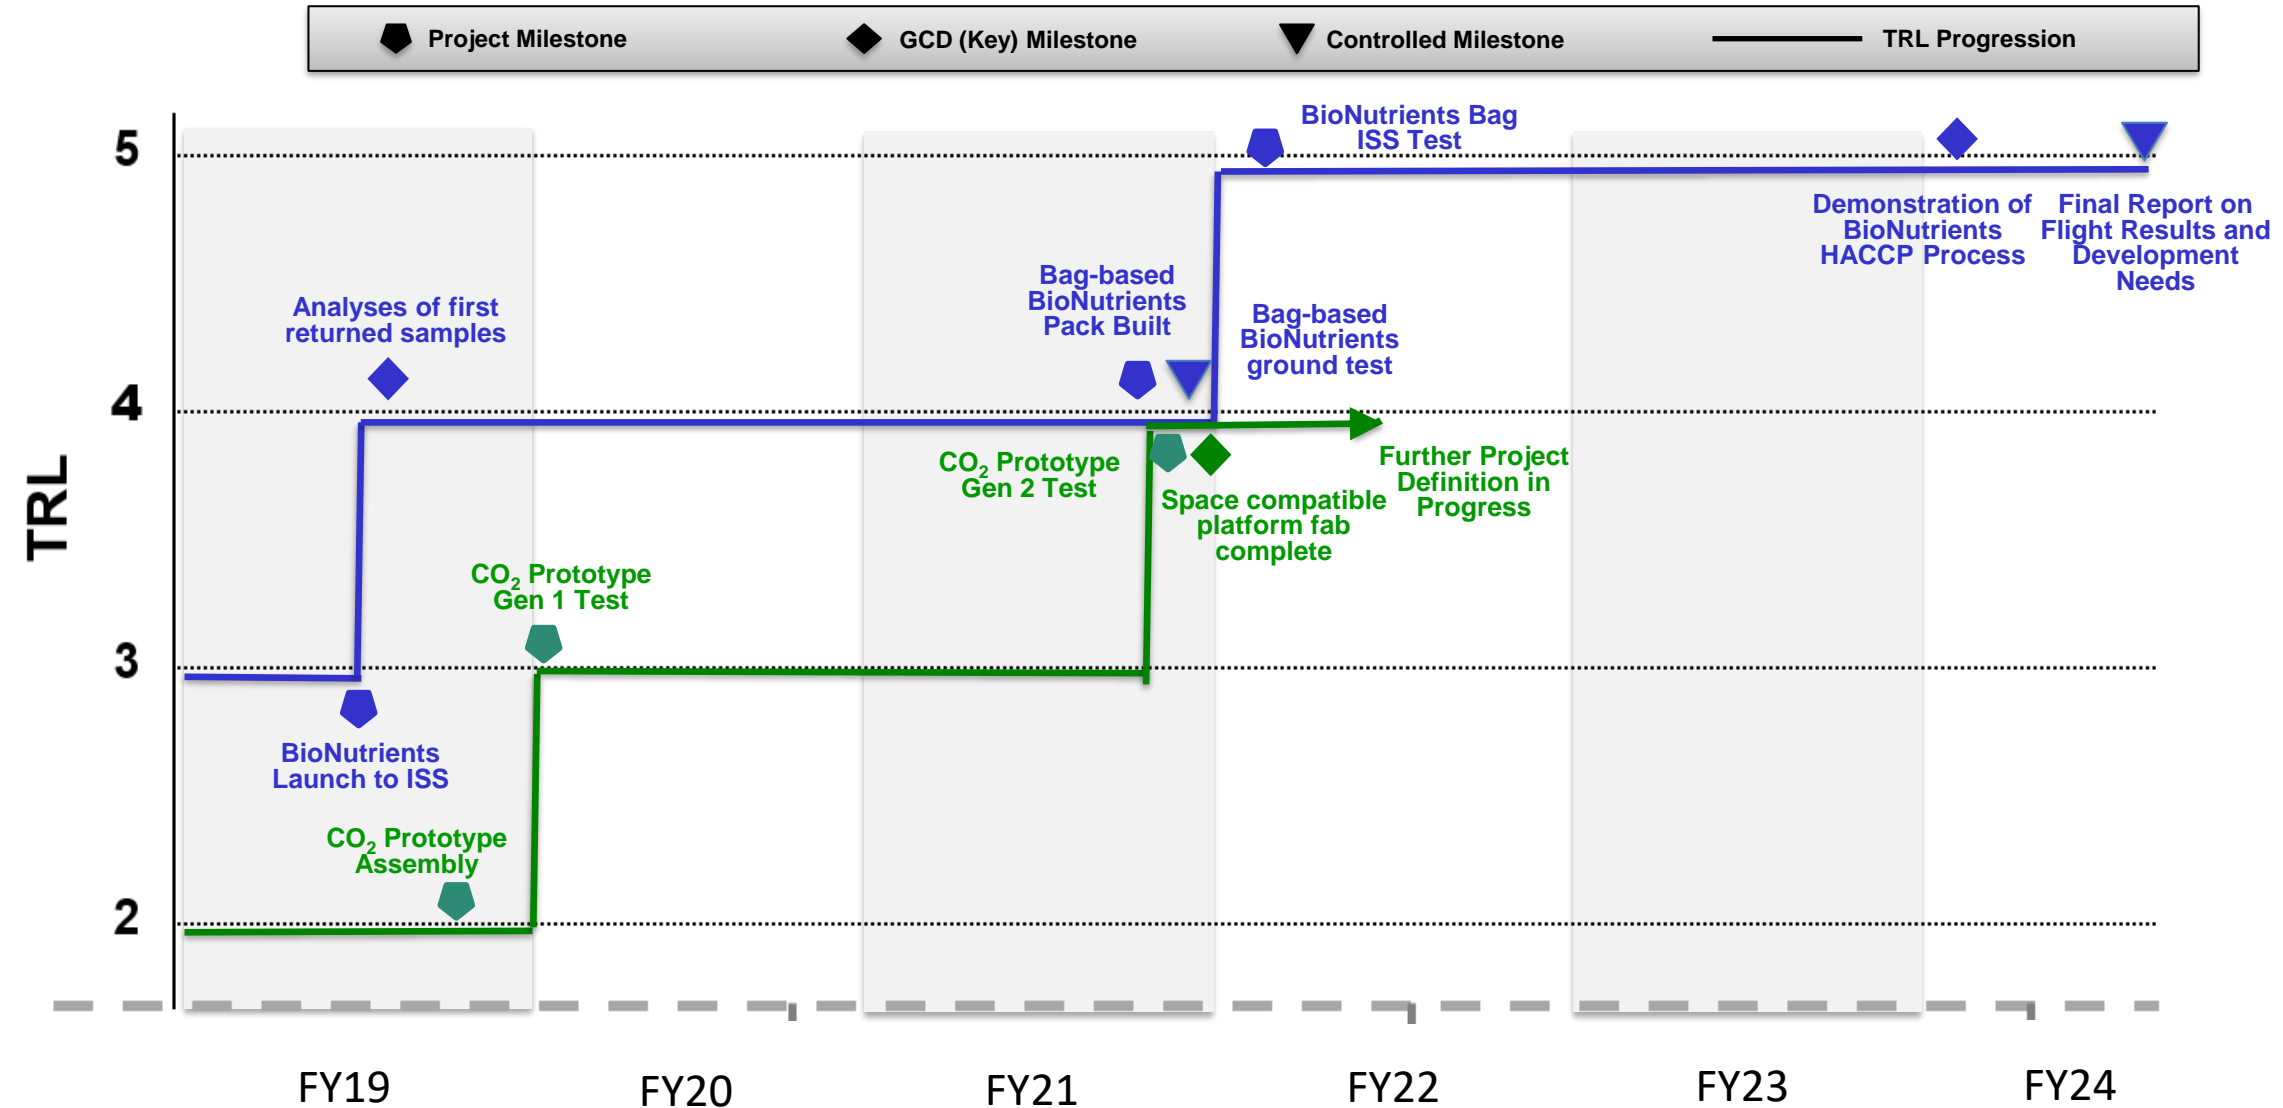 Project Milestone
GCD (Key) Milestone
Controlled Milestone
TRL Progression
TRL
5
4
3
2
BioNutrients Bag
ISS Test
Demonstration of
BioNutrients
HACCP Process
Final Report on
Flight Results and
Development
Needs
Analyses of first
returned samples
Bag-based
BioNutrients
Pack Built
Bag-based
BioNutrients
ground test
CO₂ Prototype
Gen 2 Test
Further Project
Definition in
Progress
Space compatible
platform fab
complete
CO₂ Prototype
Gen 1 Test
BioNutrients
Launch to ISS
CO₂ Prototype
Assembly
FY19
FY20
FY21
FY22
FY23
FY24